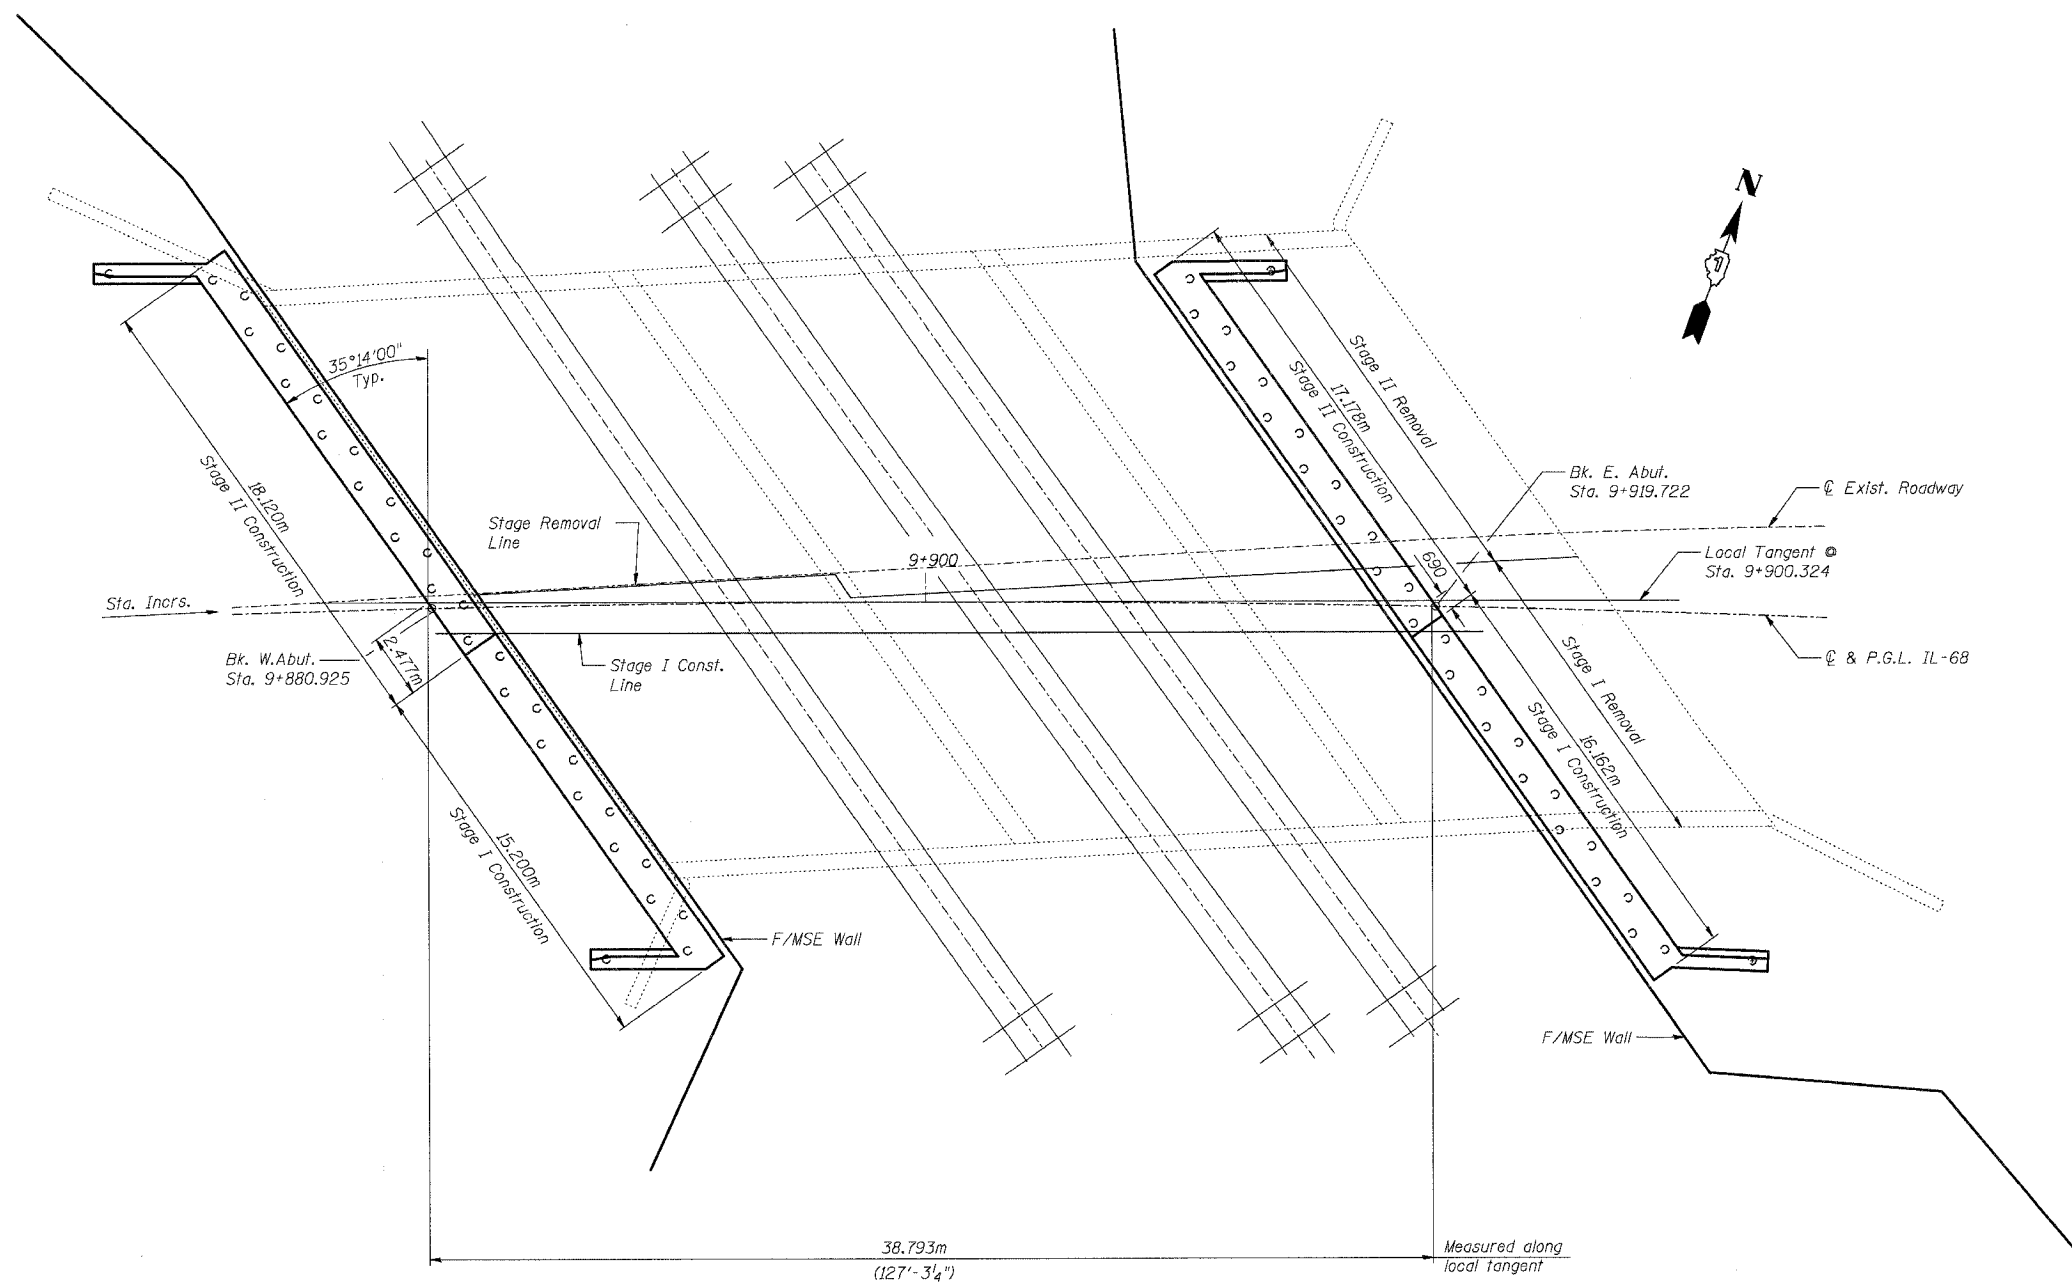 N
35°14'00"
Typ.
18.120m
Stage II Construction
17.178m
Stage II Construction
Stage II Removal
Bk. E. Abut.
Sta. 9+919.722
℄ Exist. Roadway
Stage Removal
Line
9+900
690
Local Tangent @
Sta. 9+900.324
Sta. Incrs.
2.477m
Bk. W.Abut.
Sta. 9+880.925
Stage I Const.
Line
℄ & P.G.L. IL-68
Stage I Removal
16.162m
Stage I Construction
15.200m
Stage I Construction
F/MSE Wall
F/MSE Wall
38.793m
(127'-3¼")
Measured along
local tangent